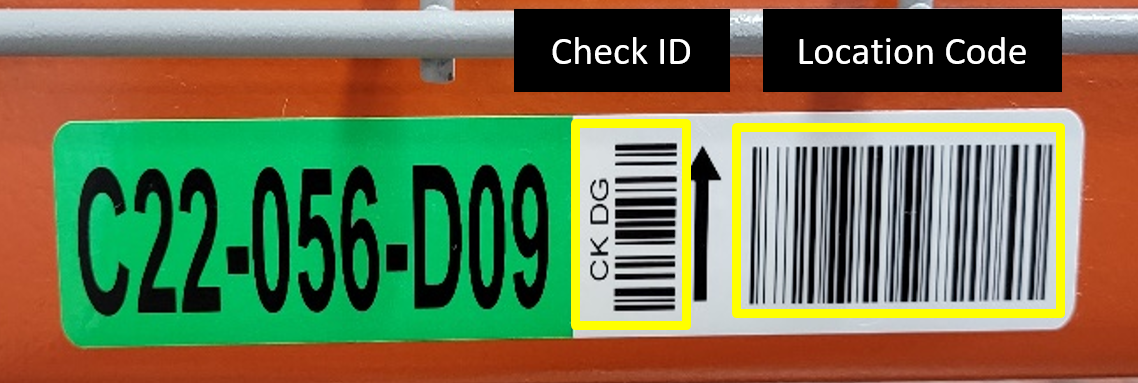 Check ID
Location Code
C22-056-D09
CK DG